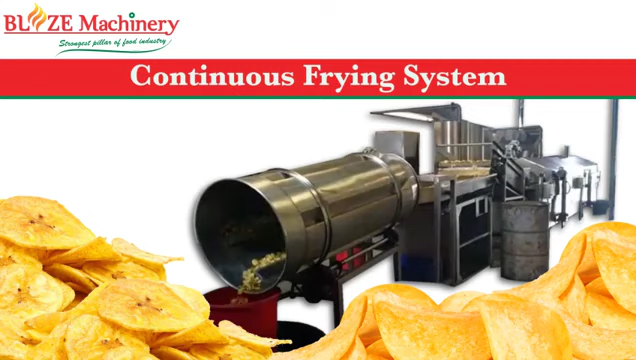 BLAZE Machinery
Strongest pillar of food industry
Continuous Frying System